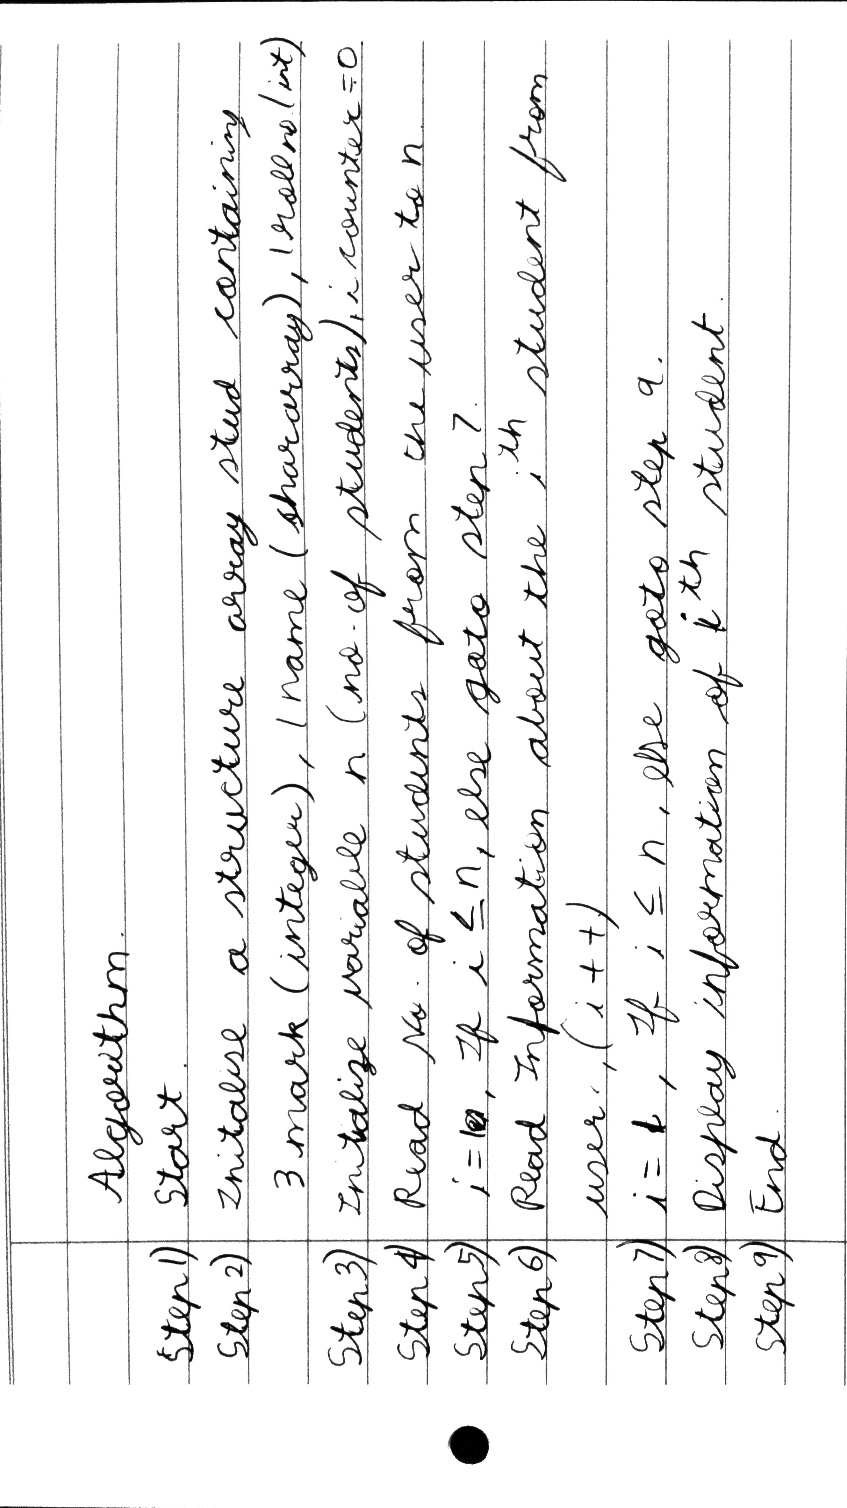 Algorithm.
Step 1) Start.
Step 2) Initalise a structure array stud containing
3 mark (integer), 1 name (chararray), 1 roll no (int)
Step 3) Initialize variable n (no. of students), i counter = 0
Step 4) Read No. of students from the user to n.
Step 5) i = 1, If i ≤ n, else goto step 7.
Step 6) Read Information about the i th student from
user., (i++)
Step 7) i = 1, If i ≤ n, else goto step 9.
Step 8) Display information of i th student.
Step 9) End.